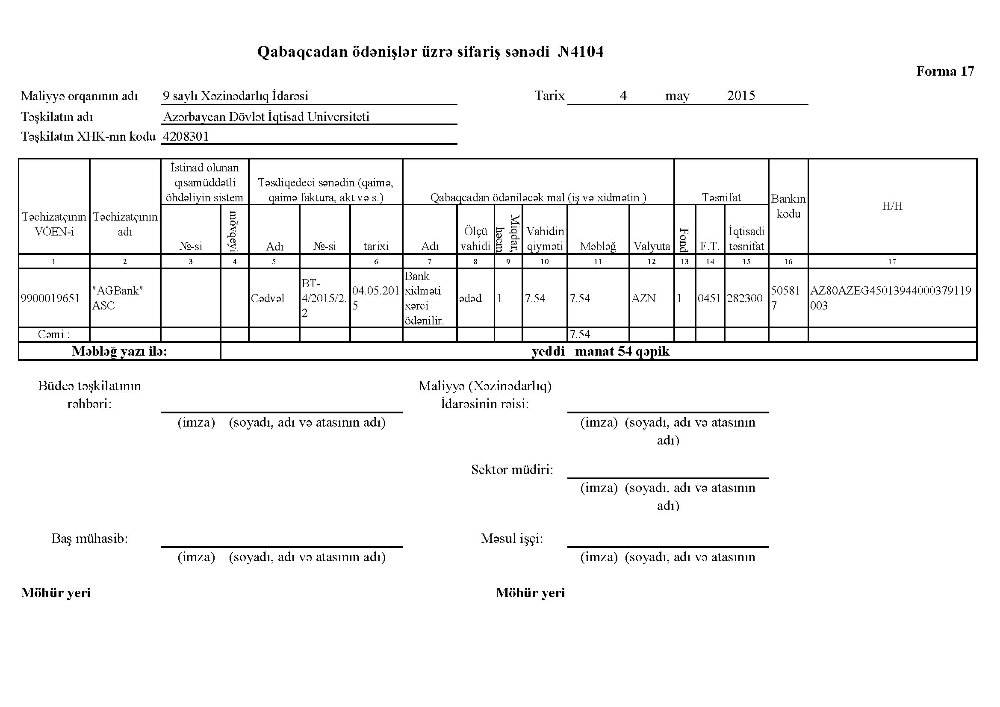 Qabaqcadan ödənişlər üzrə sifariş sənədi N4104
Forma 17
Maliyyə orqanının adı 9 saylı Xəzinədarlıq İdarəsi Tarix 4 may 2015
Təşkilatın adı Azərbaycan Dövlət İqtisad Universiteti
Təşkilatın XHK-nın kodu 4208301
Təchizatçının
VÖEN-i
Təchizatçının
adı
İstinad olunan
qısamüddətli
öhdəliyin sistem
№-si
mövqeyi
Təsdiqedeci sənədin (qaimə,
qaimə faktura, akt və s.)
Adı
№-si
tarixi
Qabaqcadan ödəniləcək mal (iş və xidmətin )
Adı
Ölçü
vahidi
Miqdar,
həcm
Vahidin
qiyməti
Məbləğ
Valyuta
Təsnifat
Fond
F.T.
İqtisadi
təsnifat
Bankın
kodu
H/H
1 2 3 4 5 6 7 8 9 10 11 12 13 14 15 16 17
9900019651
"AGBank"
ASC
Cədvəl
BT-
4/2015/2.
2
04.05.201
5
Bank
xidməti
xərci
ödənilir.
ədəd
1
7.54
7.54
AZN
1
0451
282300
50581
7
AZ80AZEG45013944000379119
003
Cəmi : 7.54
Məbləğ yazı ilə: yeddi manat 54 qəpik
Büdcə təşkilatının
rəhbəri:
(imza) (soyadı, adı və atasının adı)
Maliyyə (Xəzinədarlıq)
İdarəsinin rəisi:
(imza) (soyadı, adı və atasının
adı)
Sektor müdiri:
(imza) (soyadı, adı və atasının
adı)
Baş mühasib:
(imza) (soyadı, adı və atasının adı)
Məsul işçi:
(imza) (soyadı, adı və atasının
Möhür yeri Möhür yeri